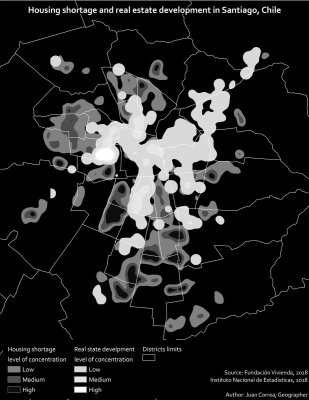 Housing shortage and real estate development in Santiago, Chile
Housing shortage
level of concentration
Low
Medium
High
Real state develpment
level of concentration
Low
Medium
High
Districts limits
Source: Fundación Vivienda, 2018
Instituto Nacional de Estadísticas, 2018
Author: Juan Correa, Geographer